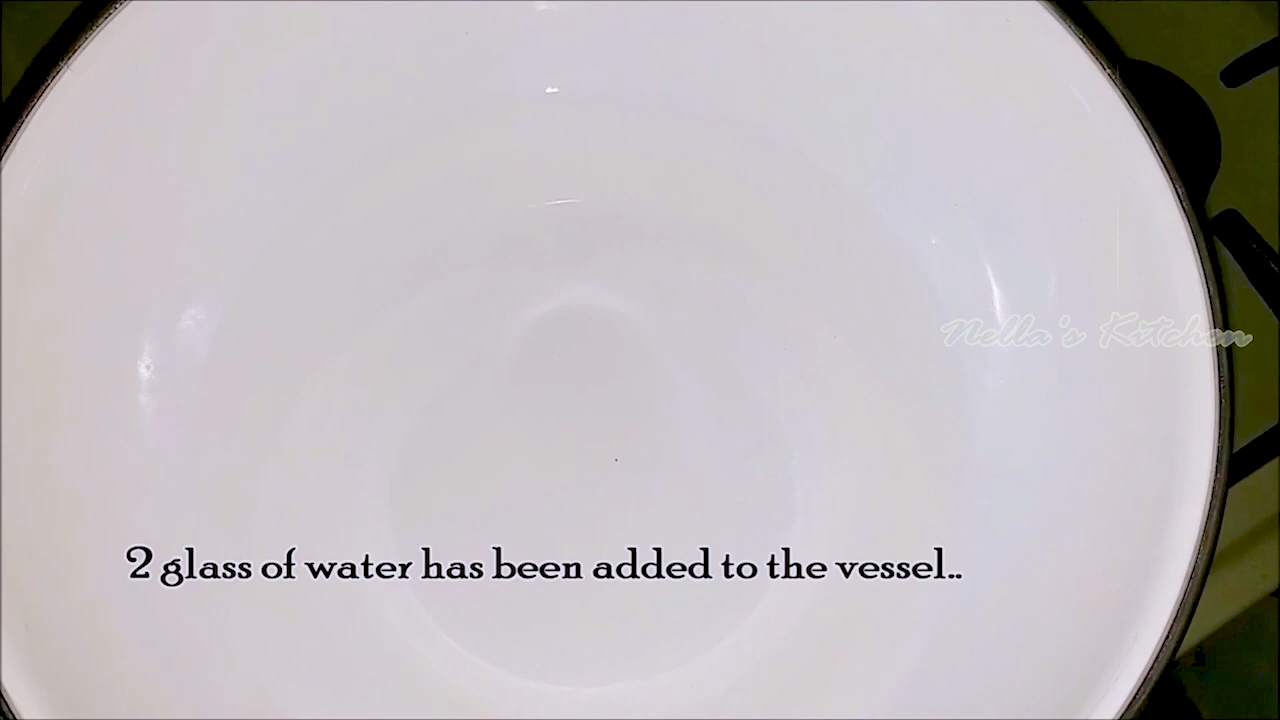 Nella's Kitchen
2 glass of water has been added to the vessel..